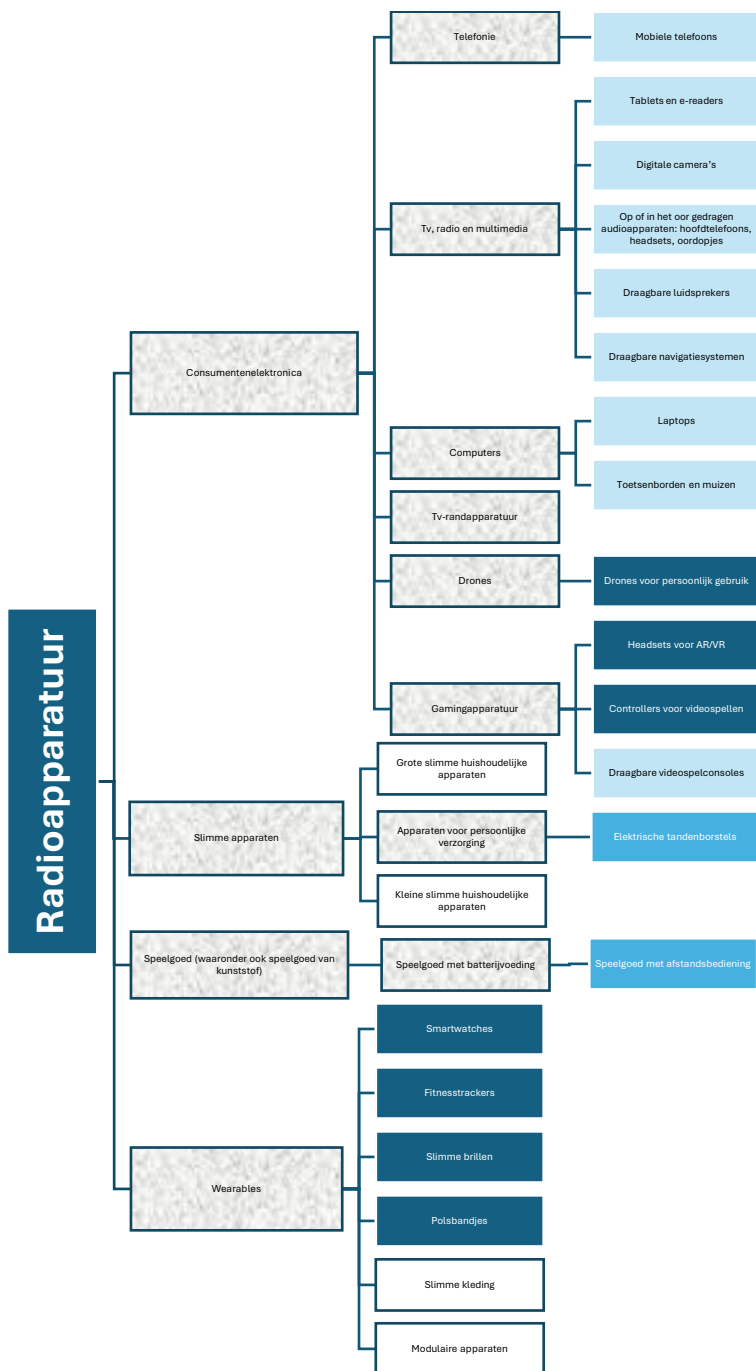 Radioapparatuur
Consumentenelektronica
Telefonie
Mobiele telefoons
Tv, radio en multimedia
Tablets en e-readers
Digitale camera's
Op of in het oor gedragen
audioapparaten: hoofdtelefoons,
headsets, oordopjes
Draagbare luidsprekers
Draagbare navigatiesystemen
Computers
Laptops
Toetsenborden en muizen
Tv-randapparatuur
Drones
Drones voor persoonlijk gebruik
Gamingapparatuur
Headsets voor AR/VR
Controllers voor videospellen
Draagbare videospelconsoles
Slimme apparaten
Grote slimme huishoudelijke
apparaten
Apparaten voor persoonlijke
verzorging
Elektrische tandenborstels
Kleine slimme huishoudelijke
apparaten
Speelgoed (waaronder ook speelgoed van
kunststof)
Speelgoed met batterijvoeding
Speelgoed met afstandsbediening
Wearables
Smartwatches
Fitnesstrackers
Slimme brillen
Polsbandjes
Slimme kleding
Modulaire apparaten